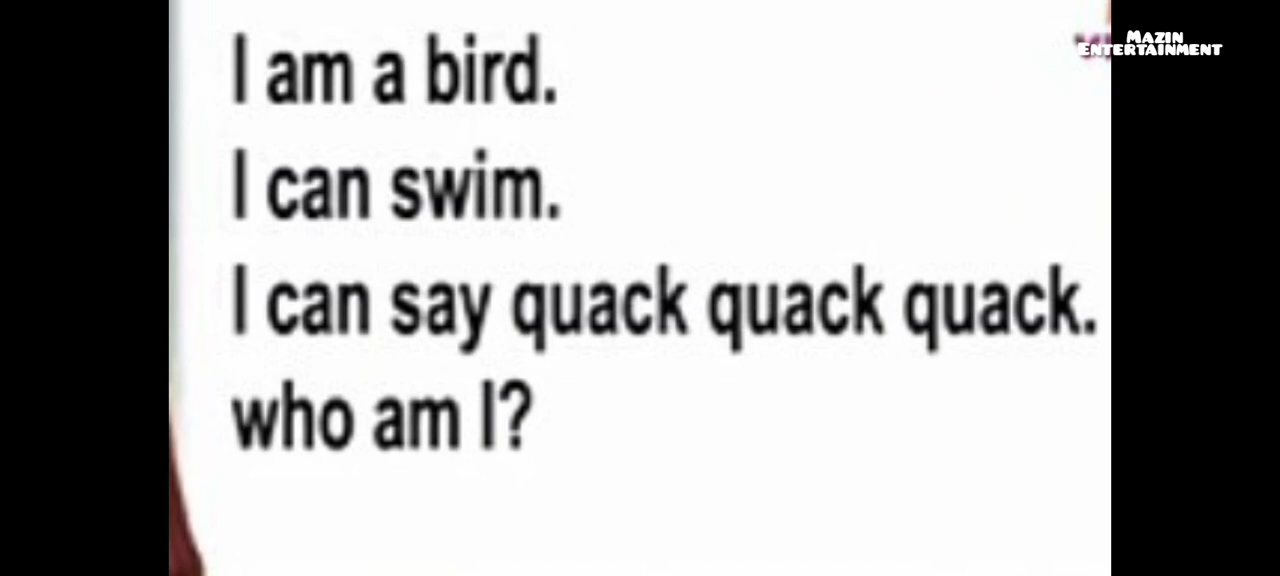 I am a bird.
I can swim.
I can say quack quack quack.
who am I?
MAZIN
ENTERTAINMENT